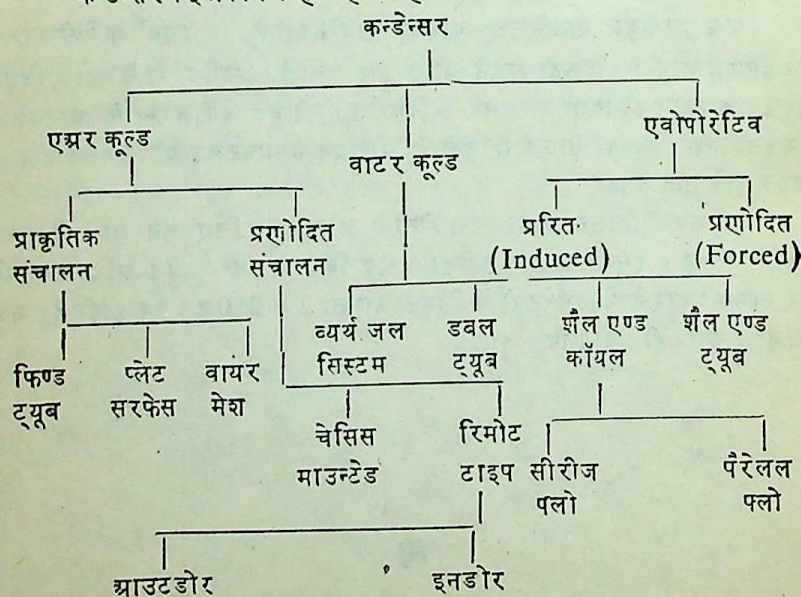 कन्डेन्सर
एअर कूल्ड
वाटर कूल्ड
एवोपोरेटिव
प्राकृतिक
संचालन
प्रणोदित
संचालन
प्ररित
(Induced)
प्रणोदित
(Forced)
फिण्ड
ट्यूब
प्लेट
सरफेस
वायर
मेश
व्यर्थ जल
सिस्टम
डबल
ट्यूब
शैल एण्ड
कॉयल
शैल एण्ड
ट्यूब
चेसिस
माउन्टेड
रिमोट
टाइप
सीरीज
फ्लो
पैरेलल
फ्लो
आउटडोर
इनडोर